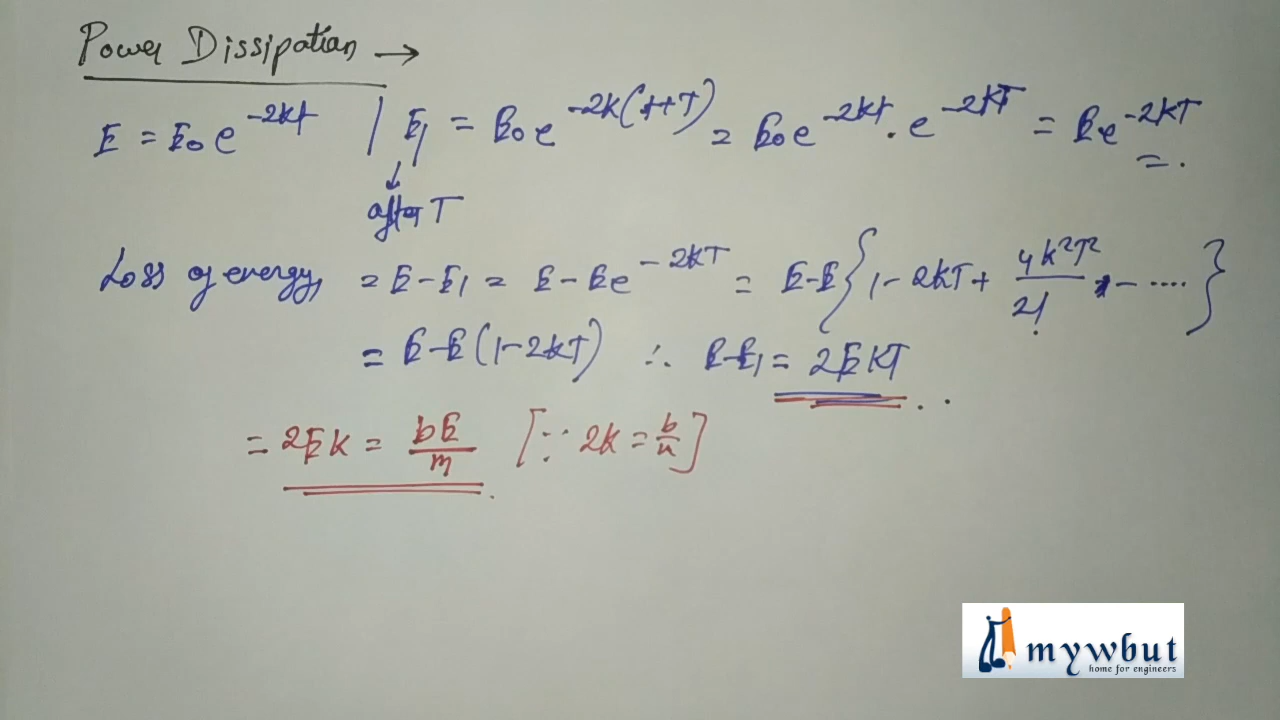 Power Dissipation →
E = E₀e^{-2kt} | E₁ = E₀e^{-2k(t+T)} = E₀e^{-2kt} · e^{-2kT} = Ee^{-2kT}
after T
Loss of energy, = E-E₁ = E-Ee^{-2kT} = E-E{1-2kT+ 4k²T²/2! - ....}
= E-E(1-2kT) ∴ E-E₁ = 2EKT
= 2Ek = bE/m [∵ 2k = b/m]
mywbut
home for engineers